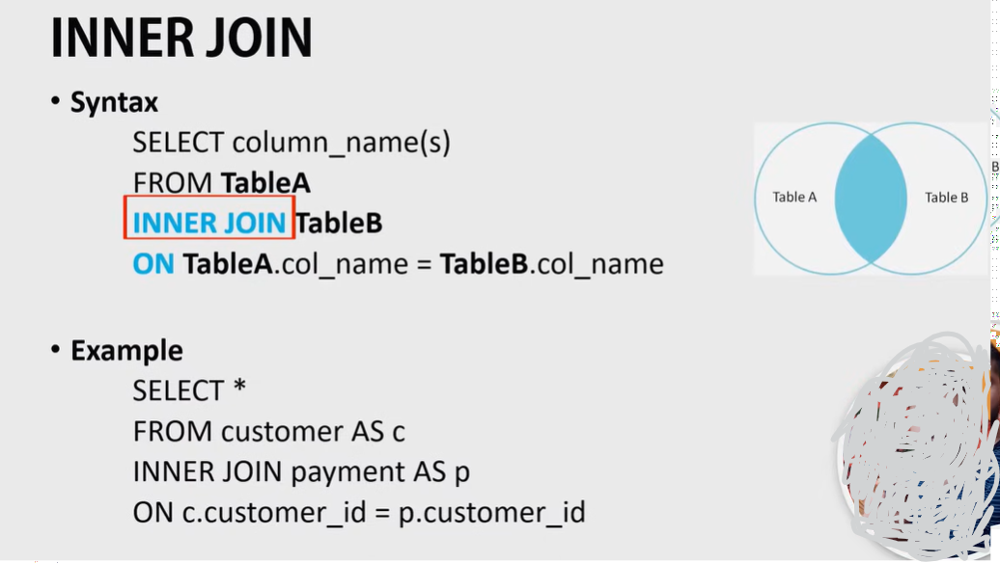 INNER JOIN
• Syntax
SELECT column_name(s)
FROM TableA
INNER JOIN TableB
ON TableA.col_name = TableB.col_name
Table A
Table B
B
• Example
SELECT *
FROM customer AS c
INNER JOIN payment AS p
ON c.customer_id = p.customer_id